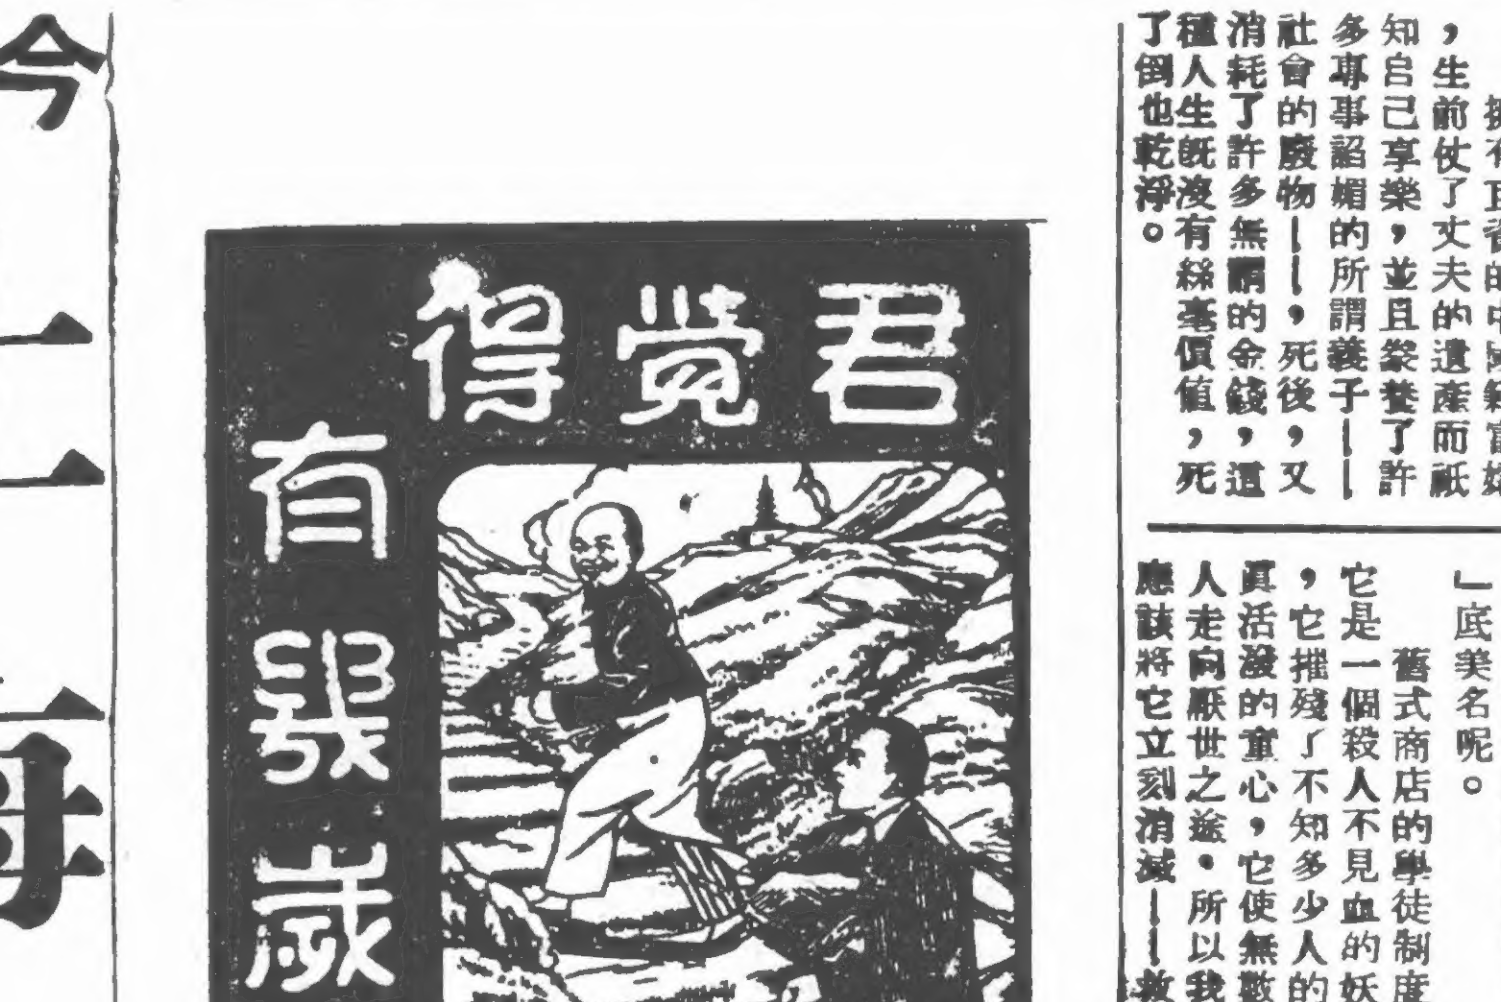 ，生前仗了丈夫的遺產而祇
知自己享樂，並且豢養了許
多專事諂媚的所謂義子——
社會的廢物——，死後，又
消耗了許多無謂的金錢，這
種人生既沒有絲毫價值，死
了倒也乾淨。
」底美名呢。
舊式商店的學徒制度
它是一個殺人不見血的妖
，它摧殘了不知多少人的
眞活潑的童心，它使無數
人走向厭世之途。所以我
應該將它立刻消滅——救
君覺得
有幾歲
今